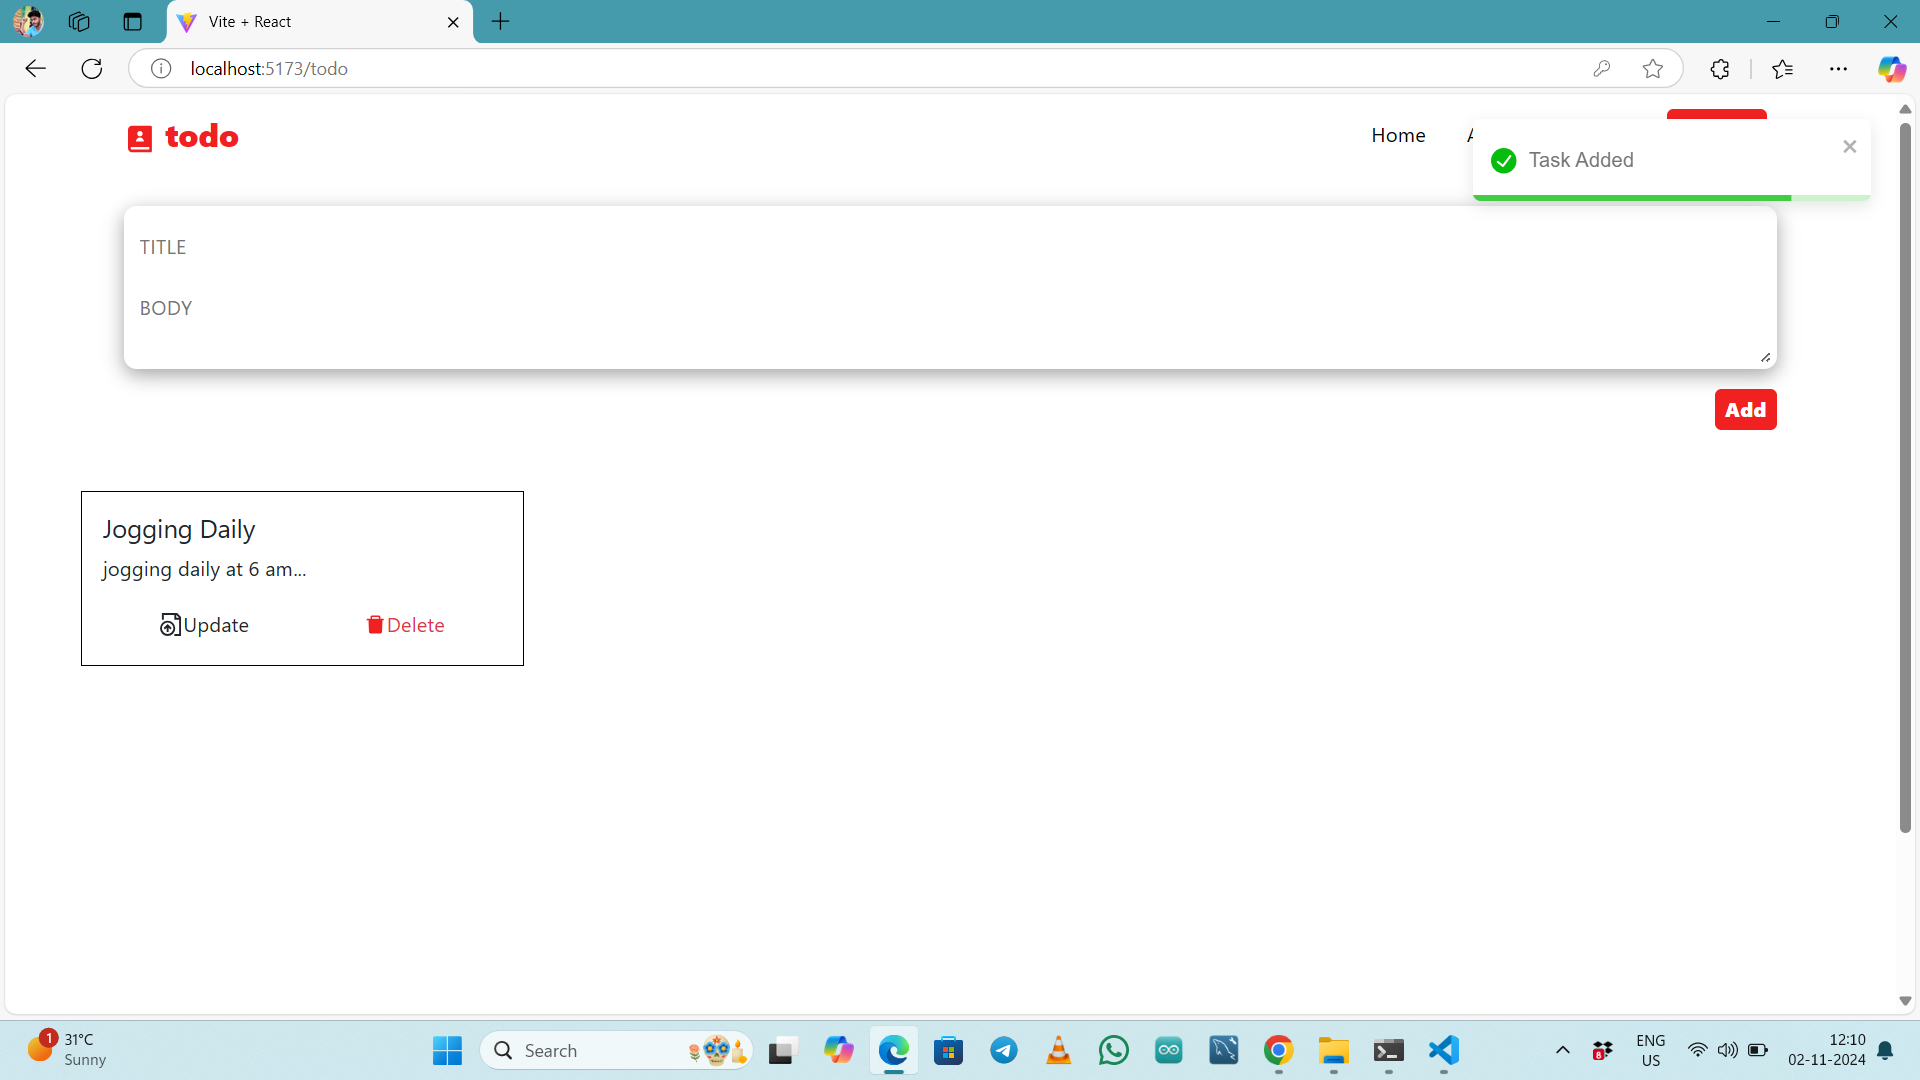 Vite + React
localhost:5173/todo
todo
Home
Task Added
TITLE
BODY
Add
Jogging Daily
jogging daily at 6 am...
Update
Delete
1
31°C
Sunny
Search
8
ENG
US
12:10
02-11-2024